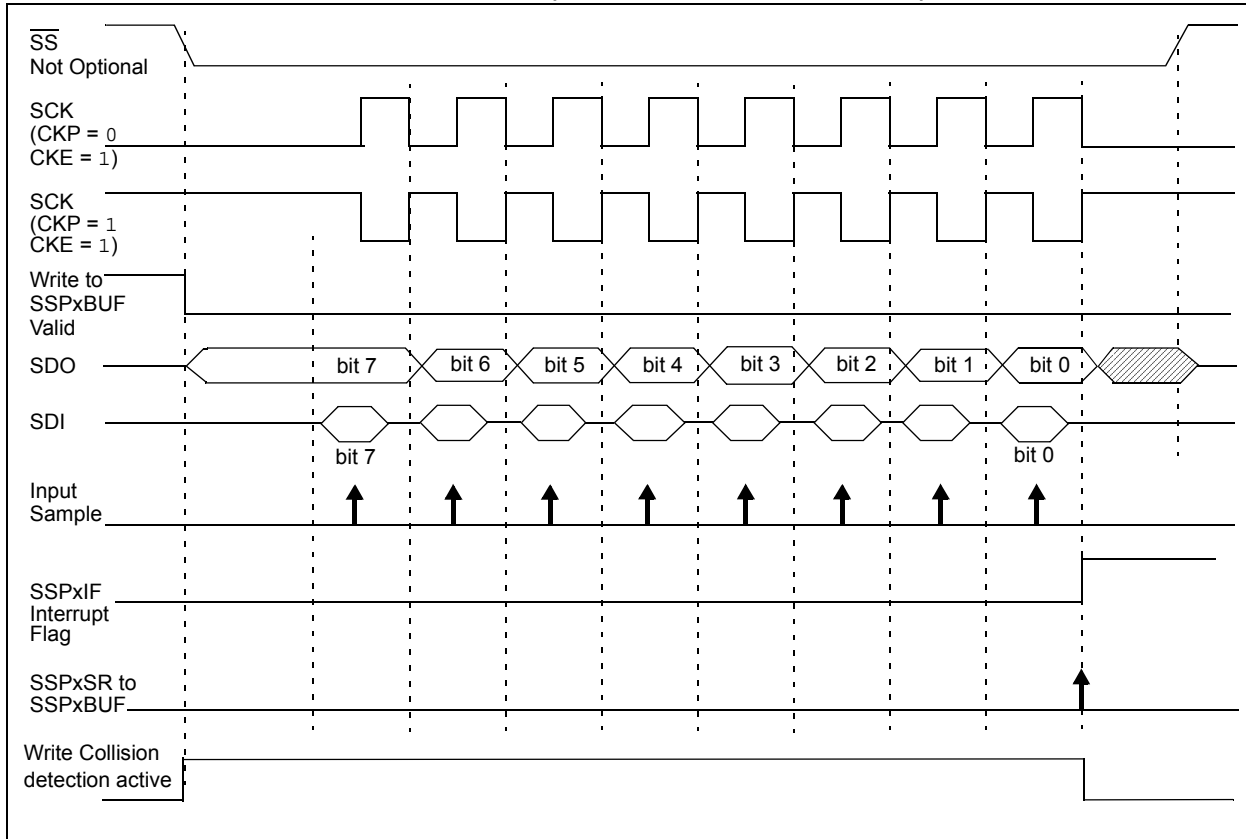 SS
Not Optional
SCK
(CKP = 0
CKE = 1)
SCK
(CKP = 1
CKE = 1)
Write to
SSPxBUF
Valid
SDO
bit 7 bit 6 bit 5 bit 4 bit 3 bit 2 bit 1 bit 0
SDI
bit 7 bit 0
Input
Sample
SSPxIF
Interrupt
Flag
SSPxSR to
SSPxBUF
Write Collision
detection active